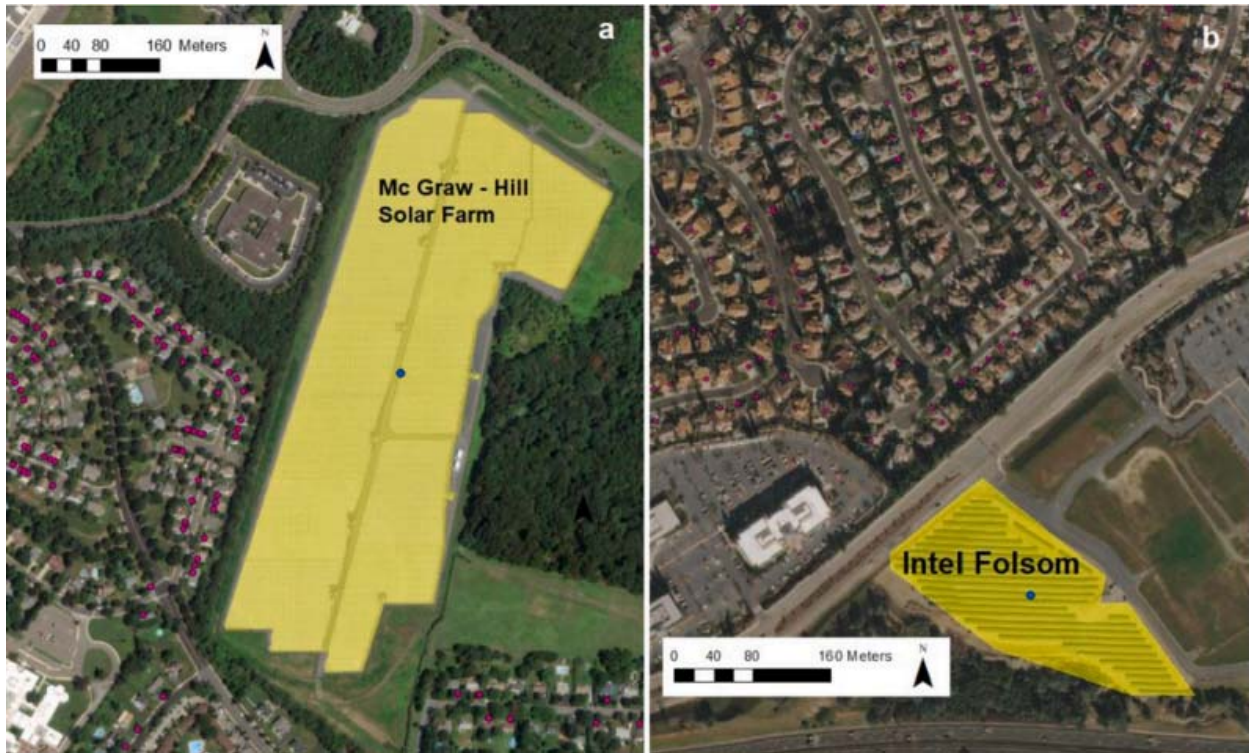 0 40 80 160 Meters
N
a
Mc Graw - Hill
Solar Farm
b
Intel Folsom
0 40 80 160 Meters
N